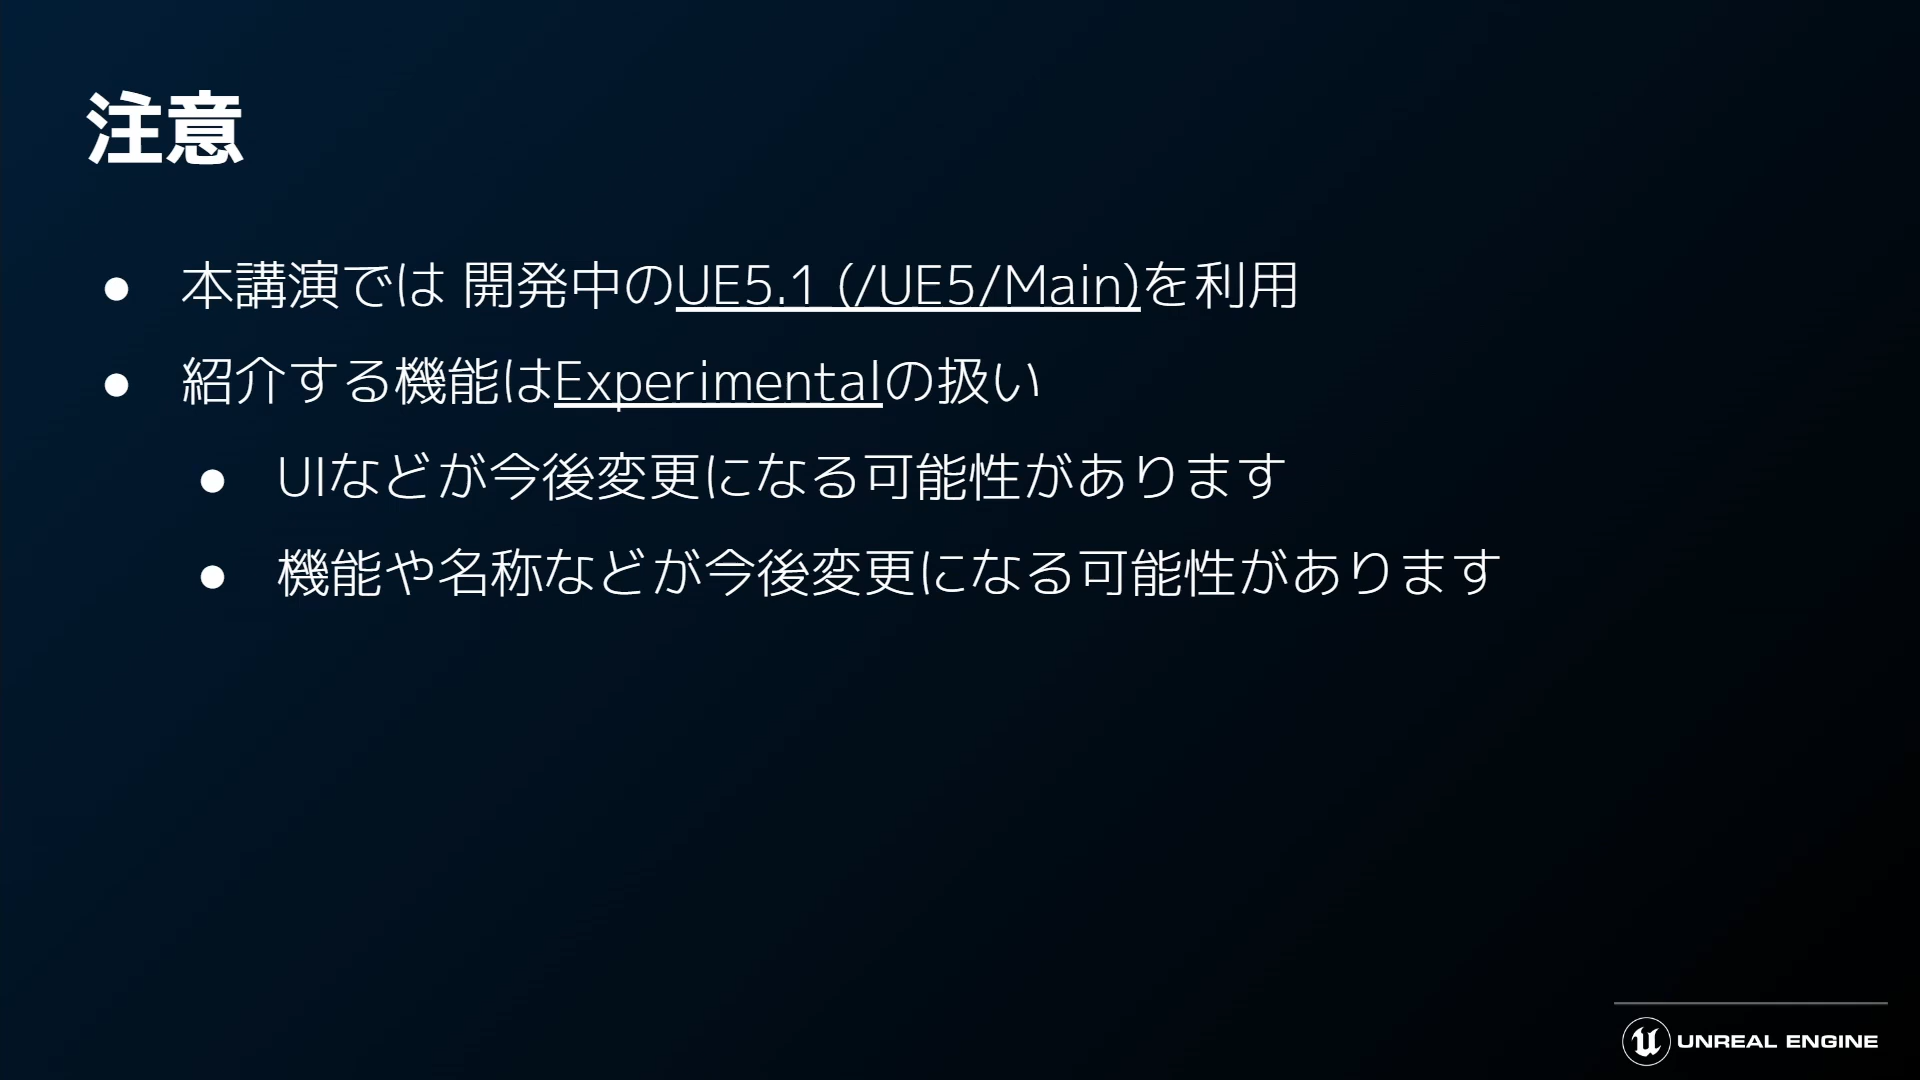 注意
● 本講演では 開発中のUE5.1 (/UE5/Main)を利用
● 紹介する機能はExperimentalの扱い
● UIなどが今後変更になる可能性があります
● 機能や名称などが今後変更になる可能性があります
UNREAL ENGINE